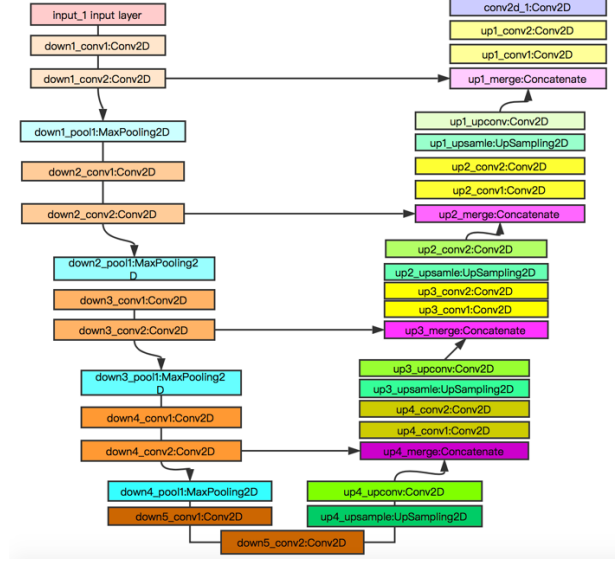 input_1 input layer
down1_conv1:Conv2D
down1_conv2:Conv2D
down1_pool1:MaxPooling2D
down2_conv1:Conv2D
down2_conv2:Conv2D
down2_pool1:MaxPooling2
D
down3_conv1:Conv2D
down3_conv2:Conv2D
down3_pool1:MaxPooling2
D
down4_conv1:Conv2D
down4_conv2:Conv2D
down4_pool1:MaxPooling2D
down5_conv1:Conv2D
down5_conv2:Conv2D
conv2d_1:Conv2D
up1_conv2:Conv2D
up1_conv1:Conv2D
up1_merge:Concatenate
up1_upconv:Conv2D
up1_upsamle:UpSampling2D
up2_conv2:Conv2D
up2_conv1:Conv2D
up2_merge:Concatenate
up2_conv2:Conv2D
up2_upsamle:UpSampling2D
up3_conv2:Conv2D
up3_conv1:Conv2D
up3_merge:Concatenate
up3_upconv:Conv2D
up3_upsamle:UpSampling2D
up4_conv2:Conv2D
up4_conv1:Conv2D
up4_merge:Concatenate
up4_upconv:Conv2D
up4_upsample:UpSampling2D